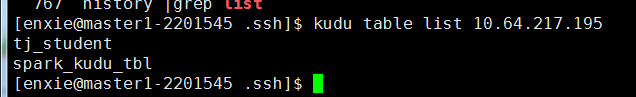 767 history |grep list
[enxie@master1-2201545 .ssh]$ kudu table list 10.64.217.195
tj_student
spark_kudu_tbl
[enxie@master1-2201545 .ssh]$